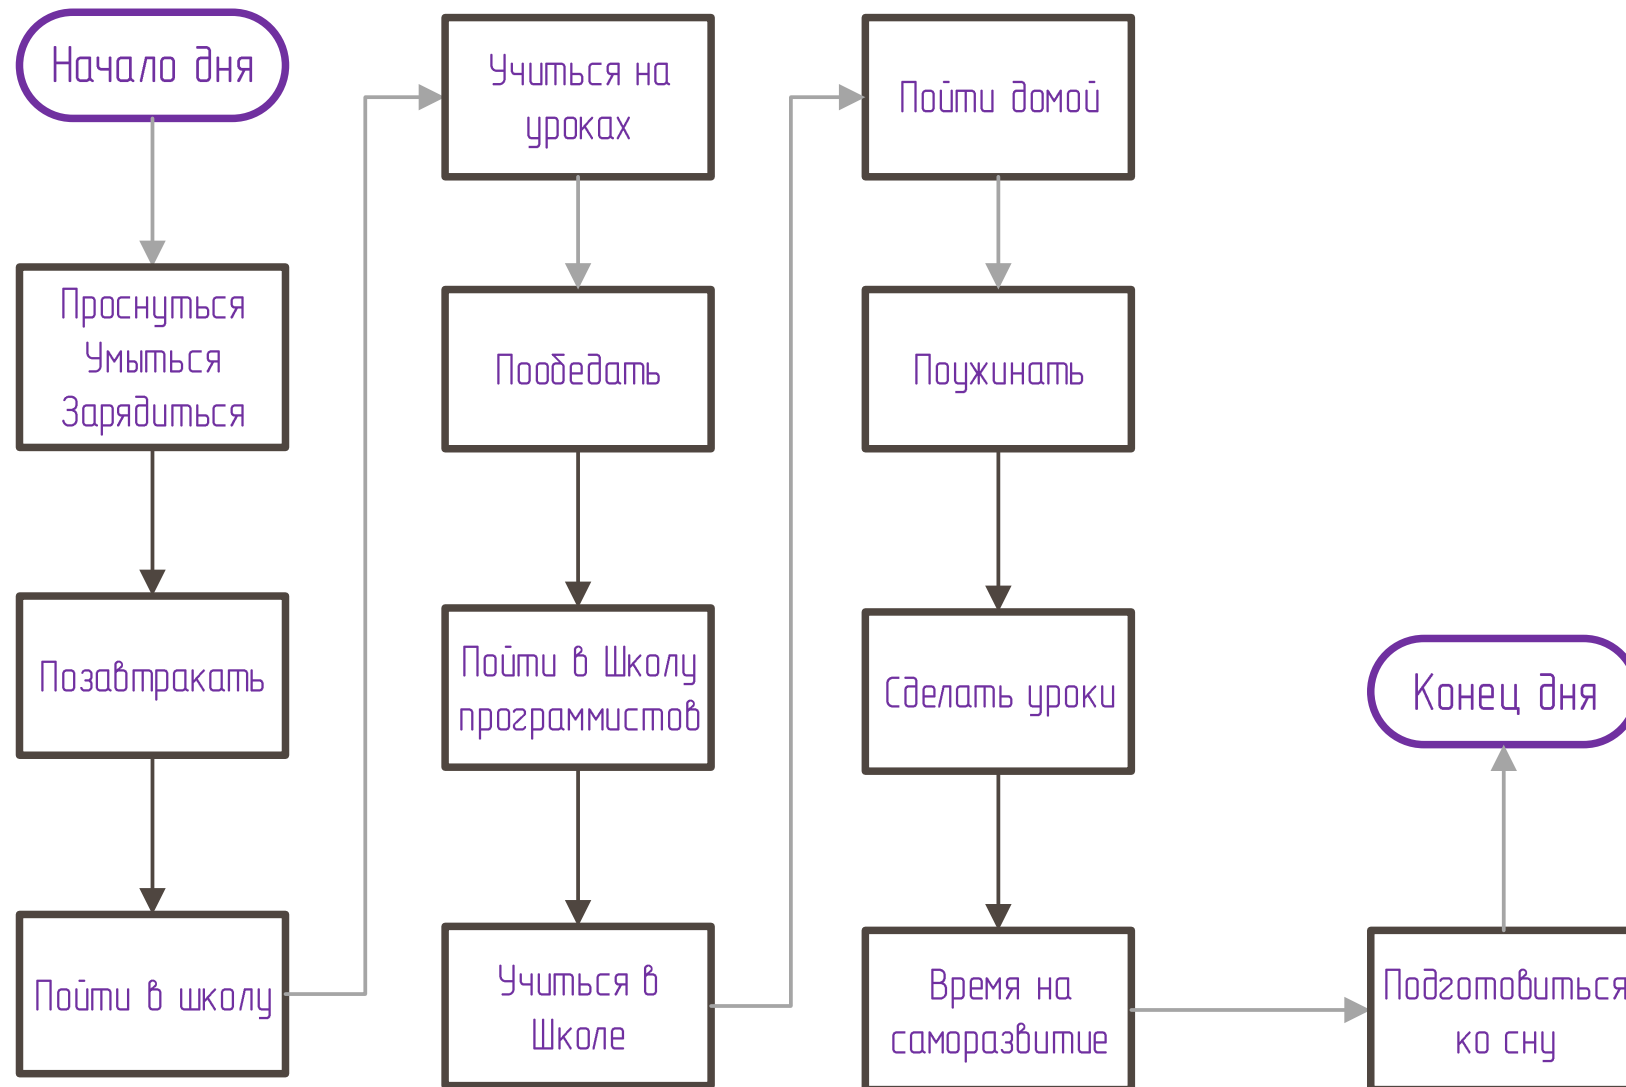 Начало дня
Проснуться
Умыться
Зарядиться
Позавтракать
Пойти в школу
Учиться на
уроках
Пообедать
Пойти в Школу
программистов
Учиться в
Школе
Пойти домой
Поужинать
Сделать уроки
Время на
саморазвитие
Подготовиться
ко сну
Конец дня